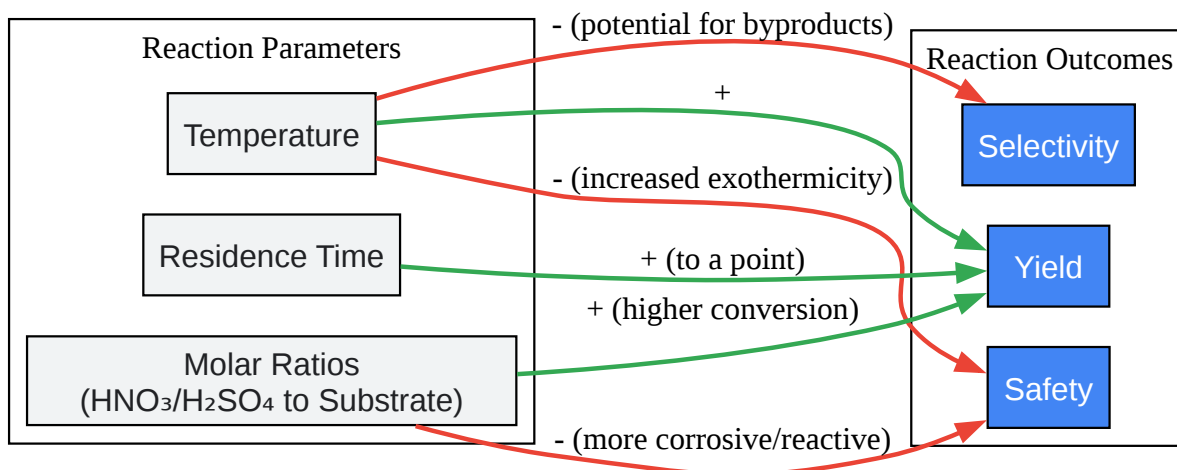 Reaction Parameters
Temperature
Residence Time
Molar Ratios
(HNO₃/H₂SO₄ to Substrate)
- (potential for byproducts)
+
- (increased exothermicity)
+ (to a point)
+ (higher conversion)
- (more corrosive/reactive)
Reaction Outcomes
Selectivity
Yield
Safety